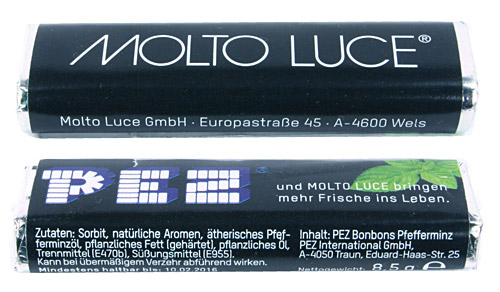 MOLTO LUCE®
Molto Luce GmbH · Europastraße 45 · A-4600 Wels
PEZ®
und MOLTO LUCE bringen
mehr Frische ins Leben.
Zutaten: Sorbit, natürliche Aromen, ätherisches Pfef-
ferminzöl, pflanzliches Fett (gehärtet), pflanzliches Öl,
Trennmittel (E470b), Süßungsmittel (E955).
Kann bei übermäßigem Verzehr abführend wirken.
Mindestens haltbar bis: 10.02.2016
Inhalt: PEZ Bonbons Pfefferminz
PEZ International GmbH,
A-4050 Traun, Eduard-Haas-Str. 25
Nettogewicht: 8,5 g